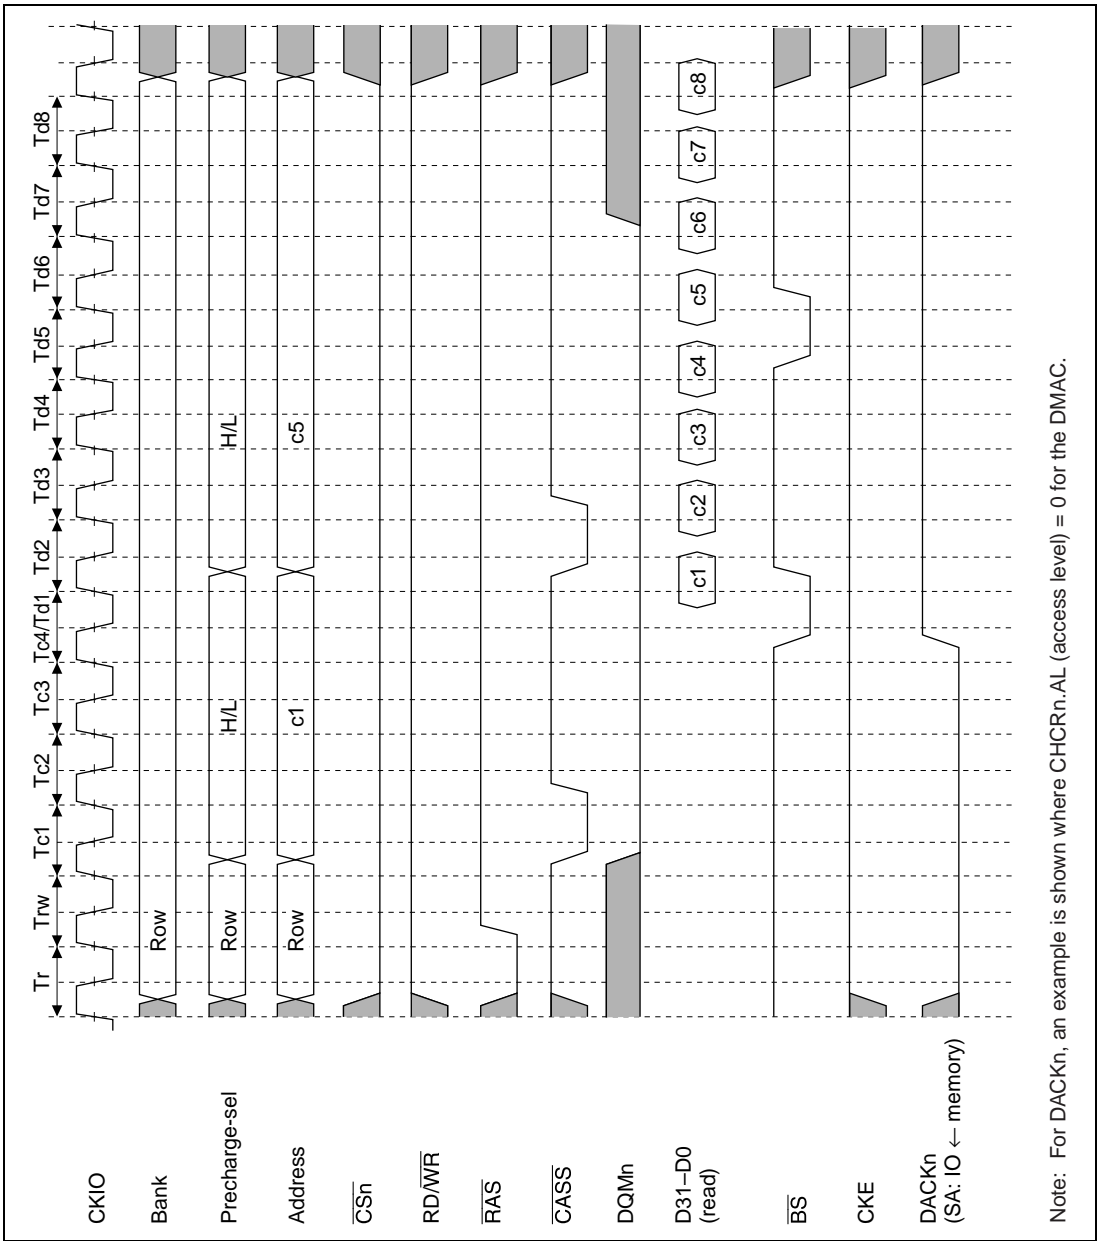 Tr Trw Tc1 Tc2 Tc3 Tc4/Td1 Td2 Td3 Td4 Td5 Td6 Td7 Td8
CKIO
Bank Row
Precharge-sel Row H/L H/L
Address Row c1 c5
CSn
RD/WR
RAS
CASS
DQMn
D31–D0
(read) c1 c2 c3 c4 c5 c6 c7 c8
BS
CKE
DACKn
(SA: IO ← memory)
Note: For DACKn, an example is shown where CHCRn.AL (access level) = 0 for the DMAC.